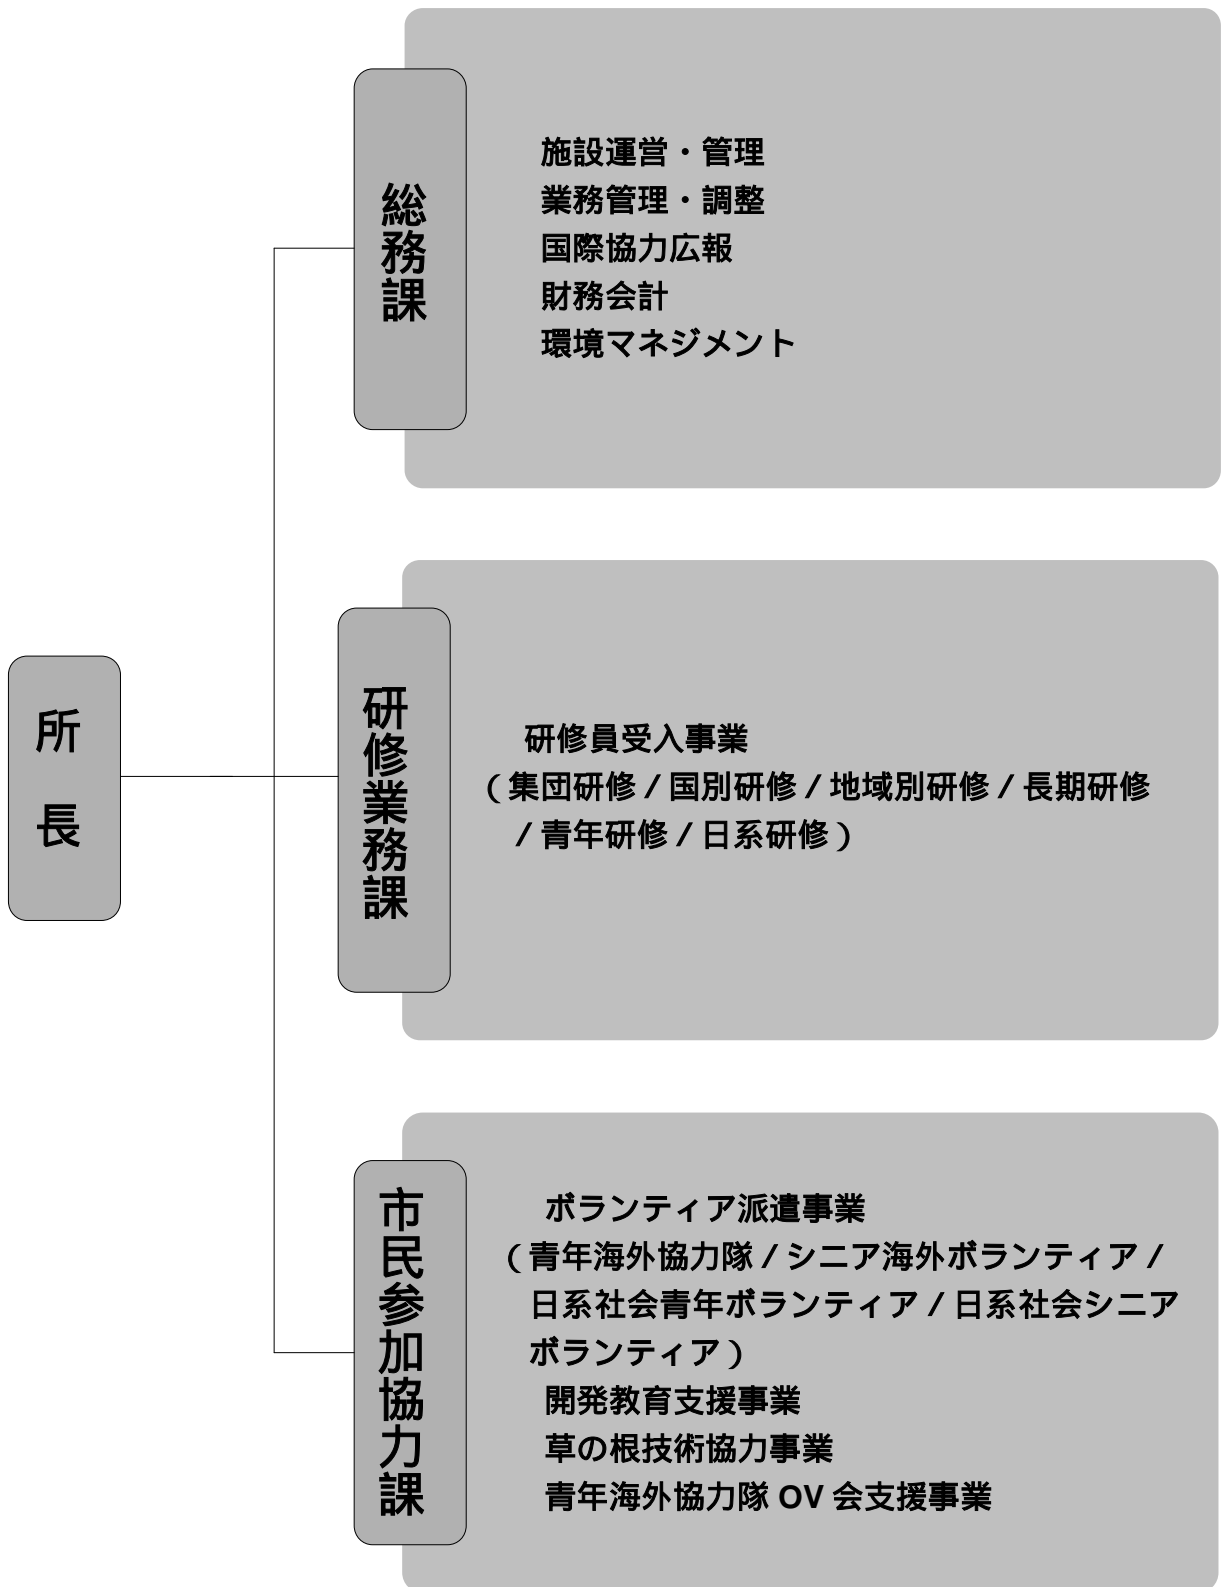 所長
総務課
施設運営・管理
業務管理・調整
国際協力広報
財務会計
環境マネジメント
研修業務課
研修員受入事業
（集団研修／国別研修／地域別研修／長期研修
／青年研修／日系研修）
市民参加協力課
ボランティア派遣事業
（青年海外協力隊／シニア海外ボランティア／
日系社会青年ボランティア／日系社会シニア
ボランティア）
開発教育支援事業
草の根技術協力事業
青年海外協力隊 OV 会支援事業